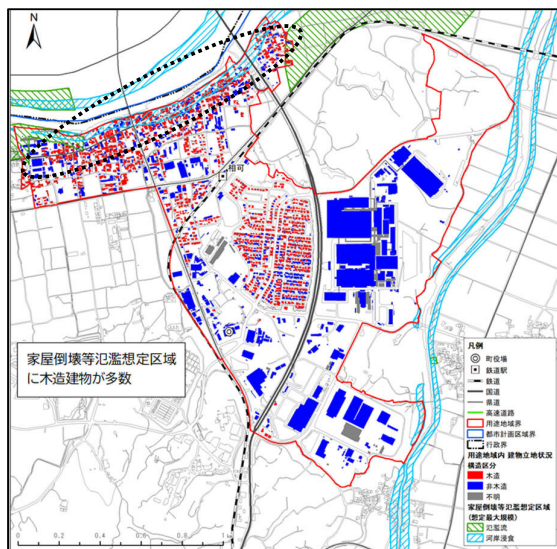 N
相可
家屋倒壊等氾濫想定区域
に木造建物が多数
凡例
町役場
鉄道駅
鉄道
国道
県道
高速道路
用途地域界
都市計画区域界
行政界
用途地域内 建物立地状況
構造区分
木造
非木造
不明
家屋倒壊等氾濫想定区域
(想定最大規模)
氾濫流
河岸浸食